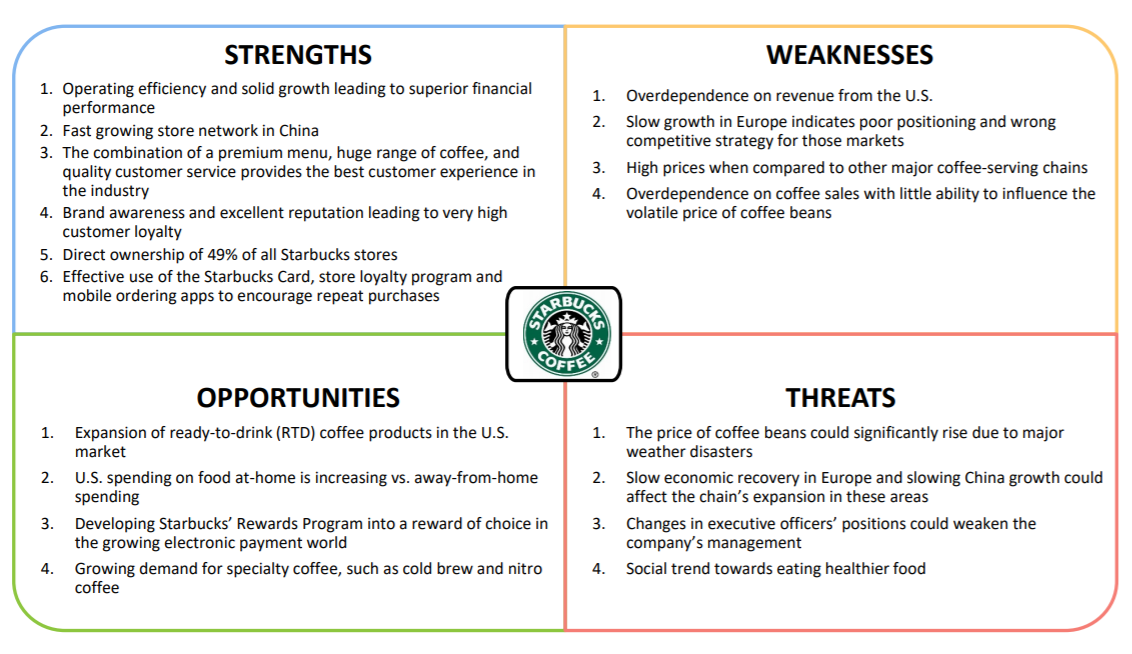 STRENGTHS
1. Operating efficiency and solid growth leading to superior financial
performance
2. Fast growing store network in China
3. The combination of a premium menu, huge range of coffee, and
quality customer service provides the best customer experience in
the industry
4. Brand awareness and excellent reputation leading to very high
customer loyalty
5. Direct ownership of 49% of all Starbucks stores
6. Effective use of the Starbucks Card, store loyalty program and
mobile ordering apps to encourage repeat purchases
WEAKNESSES
1. Overdependence on revenue from the U.S.
2. Slow growth in Europe indicates poor positioning and wrong
competitive strategy for those markets
3. High prices when compared to other major coffee-serving chains
4. Overdependence on coffee sales with little ability to influence the
volatile price of coffee beans
STARBUCKS
COFFEE
®
OPPORTUNITIES
1. Expansion of ready-to-drink (RTD) coffee products in the U.S.
market
2. U.S. spending on food at-home is increasing vs. away-from-home
spending
3. Developing Starbucks’ Rewards Program into a reward of choice in
the growing electronic payment world
4. Growing demand for specialty coffee, such as cold brew and nitro
coffee
THREATS
1. The price of coffee beans could significantly rise due to major
weather disasters
2. Slow economic recovery in Europe and slowing China growth could
affect the chain’s expansion in these areas
3. Changes in executive officers’ positions could weaken the
company’s management
4. Social trend towards eating healthier food